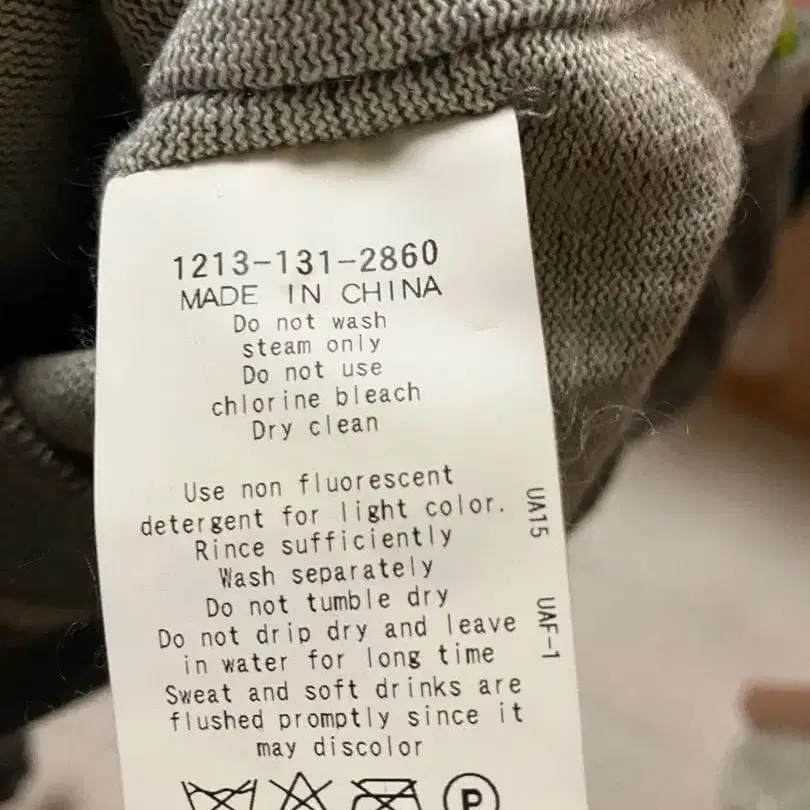 1213-131-2860
MADE IN CHINA
Do not wash
steam only
Do not use
chlorine bleach
Dry clean
Use non fluorescent
detergent for light color.
Rince sufficiently
Wash separately
Do not tumble dry
Do not drip dry and leave
in water for long time
Sweat and soft drinks are
flushed promptly since it
may discolor
P
UA15
UAF-1